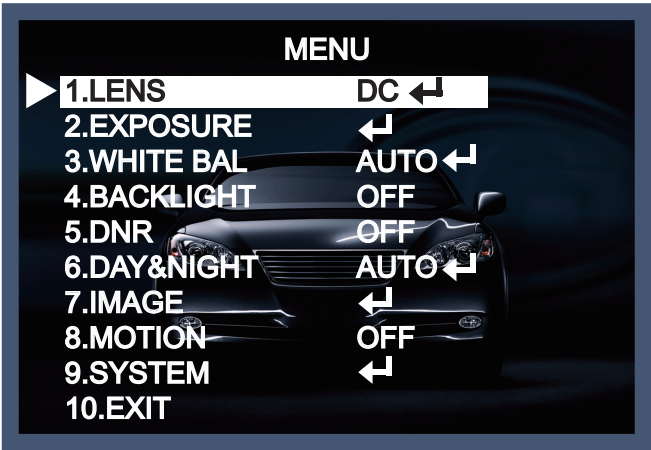 MENU
1.LENS DC ↵
2.EXPOSURE ↵
3.WHITE BAL AUTO↵
4.BACKLIGHT OFF
5.DNR OFF
6.DAY&NIGHT AUTO↵
7.IMAGE ↵
8.MOTION OFF
9.SYSTEM ↵
10.EXIT